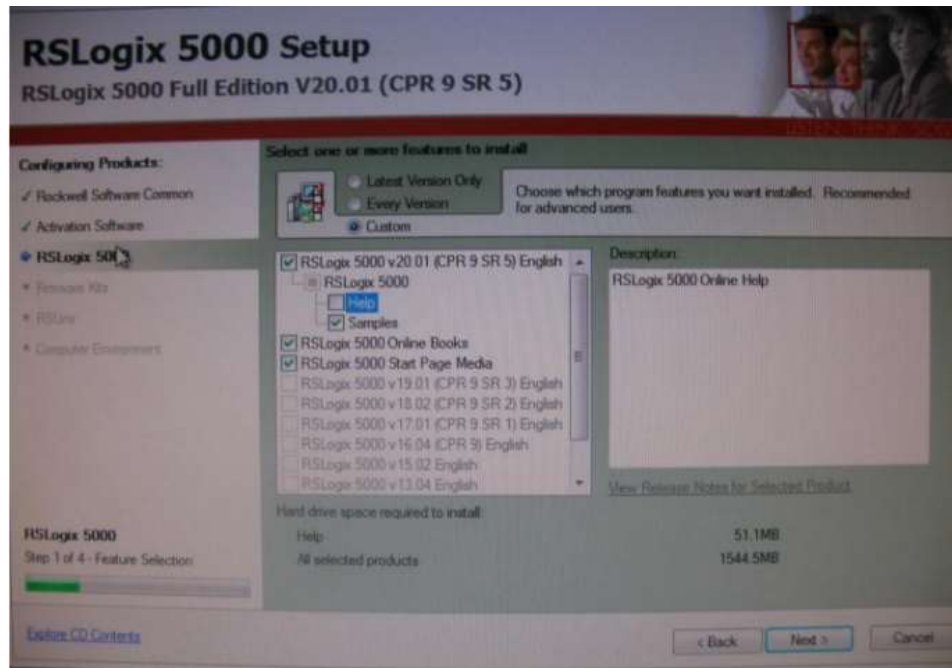 RSLogix 5000 Setup
RSLogix 5000 Full Edition V20.01 (CPR 9 SR 5)
Configuring Products:
Rockwell Software Common
Activation Software
RSLogix 500
Firmware Kits
RSLinx
Computer Environment
RSLogix 5000
Step 1 of 4 - Feature Selection
Explore CD Contents
Select one or more features to install
Latest Version Only
Every Version
Custom
Choose which program features you want installed. Recommended
for advanced users.
RSLogix 5000 v20.01 (CPR 9 SR 5) English
RSLogix 5000
Help
Samples
RSLogix 5000 Online Books
RSLogix 5000 Start Page Media
RSLogix 5000 v19.01 (CPR 9 SR 3) English
RSLogix 5000 v18.02 (CPR 9 SR 2) English
RSLogix 5000 v17.01 (CPR 9 SR 1) English
RSLogix 5000 v16.04 (CPR 9) English
RSLogix 5000 v15.02 English
RSLogix 5000 v13.04 English
Description:
RSLogix 5000 Online Help
View Release Notes for Selected Product
Hard drive space required to install:
Help 51.1MB
All selected products 1544.5MB
< Back
Next >
Cancel